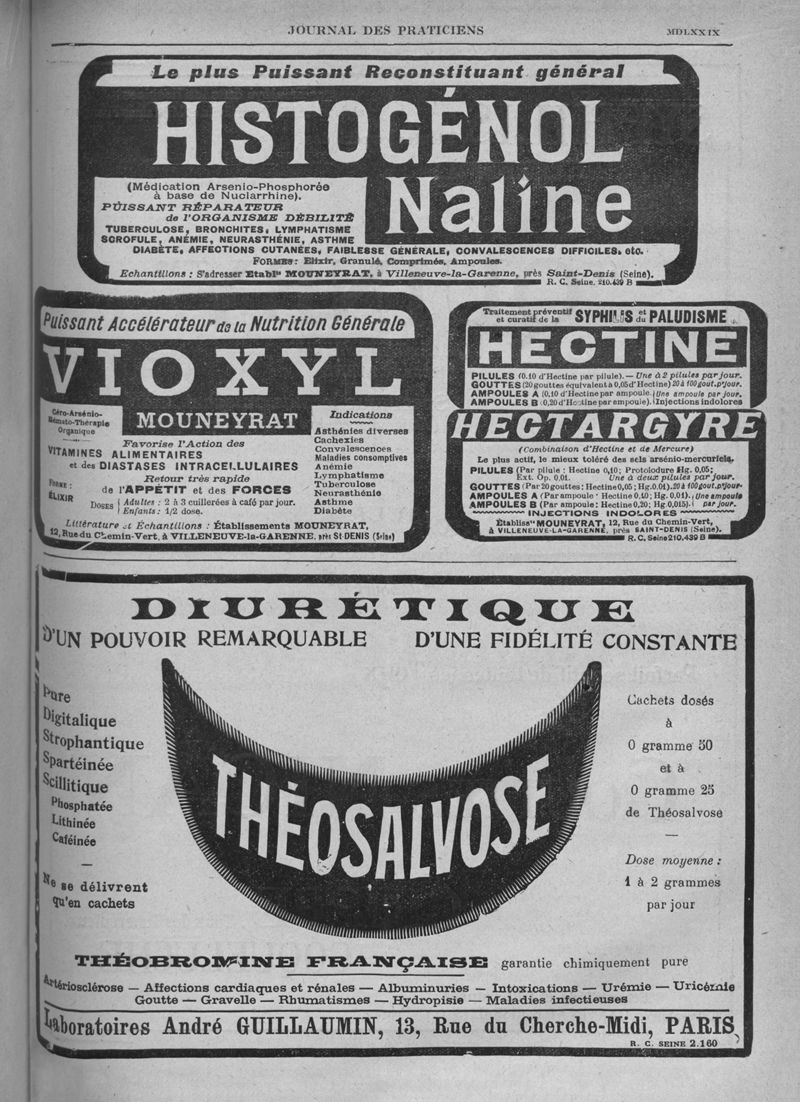 JOURNAL DES PRATICIENS
MDLXXIX
Le plus Puissant Reconstituant général
HISTOGÉNOL
Naline
(Médication Arsenio-Phosphorée
à base de Nuclarrhine).
PUISSANT RÉPARATEUR
de l'ORGANISME DÉBILITÉ
TUBERCULOSE, BRONCHITES, LYMPHATISME
SCROFULE, ANÉMIE, NEURASTHÉNIE, ASTHME
DIABÈTE, AFFECTIONS CUTANÉES, FAIBLESSE GÉNÉRALE, CONVALESCENCES DIFFICILES, etc.
FORMES: Elixir, Granulé, Comprimés, Ampoules.
Echantillons : S'adresser Etablts MOUNEYRAT, à Villeneuve-la-Garenne, près Saint-Denis (Seine).
R. C. Seine, 210.439 B
Puissant Accélérateur de la Nutrition Générale
VIOXYL
MOUNEYRAT
Céro-Arsénio-
Hémato-Thérapie
Organique
Favorise l'Action des
VITAMINES ALIMENTAIRES
et des DIASTASES INTRACELLULAIRES
Retour très rapide
de l'APPÉTIT et des FORCES
FORME :
ÉLIXIR
DOSES
Adultes : 2 à 3 cuillerées à café par jour.
Enfants : 1/2 dose.
Indications
Asthénies diverses
Cachexies
Convalescences
Maladies consomptives
Anémie
Lymphatisme
Tuberculose
Neurasthénie
Asthme
Diabète
Littérature et Échantillons : Établissements MOUNEYRAT,
12, Rue du Chemin-Vert, à VILLENEUVE-la-GARENNE, près St-DENIS (Seine)
Traitement préventif et curatif de la SYPHILIS et du PALUDISME
HECTINE
PILULES (0.10 d'Hectine par pilule). — Une à 2 pilules par jour.
GOUTTES (20 gouttes équivalent à 0,05 d'Hectine) 20 à 100 gout. p' jour.
AMPOULES A (0,10 d'Hectine par ampoule. Une ampoule par jour.
AMPOULES B (0,20 d'Hectine par ampoule). Injections indolores
HECTARGYRE
(Combinaison d'Hectine et de Mercure)
Le plus actif, le mieux toléré des sels arsénio-mercuriels.
PILULES (Par pilule : Hectine 0,10; Protoiodure Hg. 0,05;
Ext. Op. 0,01. Une à deux pilules par jour.
GOUTTES (Par 20 gouttes : Hectine 0,05; Hg. 0.01). 20 à 100 gout. p' jour.
AMPOULES A (Par ampoule : Hectine 0.10; Hg. 0,01). Une ampoule
AMPOULES B (Par ampoule : Hectine 0,20; Hg. 0,015). par jour.
INJECTIONS INDOLORES
Établiss ts MOUNEYRAT, 12, Rue du Chemin-Vert,
à VILLENEUVE-LA-GARENNE, près SAINT-DENIS (Seine).
R. C. Seine 210.439 B
DIURÉTIQUE
D'UN POUVOIR REMARQUABLE D'UNE FIDÉLITÉ CONSTANTE
Pure
Digitalique
Strophantique
Spartéinée
Scillitique
Phosphatée
Lithinée
Caféinée
—
Ne se délivrent
qu'en cachets
THÉOSALVOSE
Cachets dosés
à
0 gramme 50
et à
0 gramme 25
de Théosalvose
—
Dose moyenne :
1 à 2 grammes
par jour
THÉOBROMINE FRANÇAISE garantie chimiquement pure
Artériosclérose — Affections cardiaques et rénales — Albuminuries — Intoxications — Urémie — Uricémie
Goutte — Gravelle — Rhumatismes — Hydropisie — Maladies infectieuses
Laboratoires André GUILLAUMIN, 13, Rue du Cherche-Midi, PARIS
R. C. SEINE 2.160